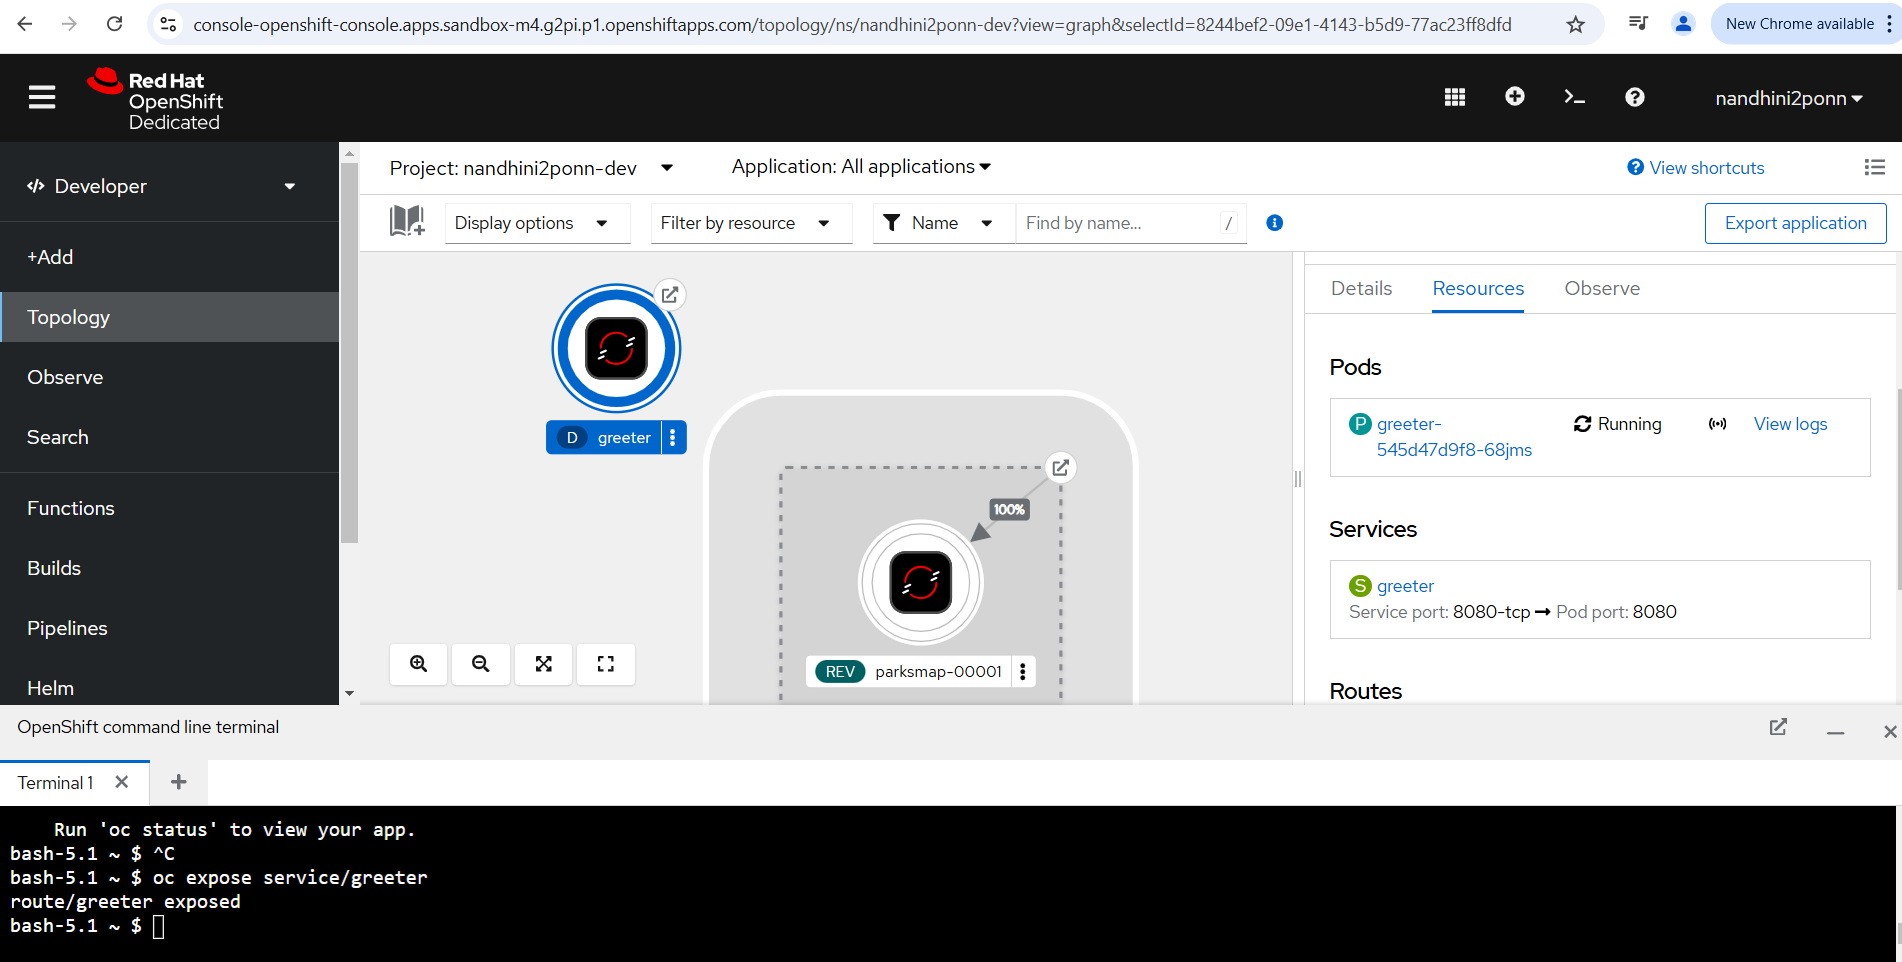 console-openshift-console.apps.sandbox-m4.g2pi.p1.openshiftapps.com/topology/ns/nandhini2ponn-dev?view=graph&selectId=8244bef2-09e1-4143-b5d9-77ac23ff8dfd
New Chrome available
Red Hat
OpenShift
Dedicated
nandhini2ponn
Developer
+Add
Topology
Observe
Search
Functions
Builds
Pipelines
Helm
Project: nandhini2ponn-dev
Application: All applications
View shortcuts
Display options
Filter by resource
Name
Find by name...
/
Export application
D greeter
100%
REV parksmap-00001
Details
Resources
Observe
Pods
P greeter-
545d47d9f8-68jms
Running
View logs
Services
S greeter
Service port: 8080-tcp → Pod port: 8080
Routes
OpenShift command line terminal
Terminal 1
Run 'oc status' to view your app.
bash-5.1 ~ $ ^C
bash-5.1 ~ $ oc expose service/greeter
route/greeter exposed
bash-5.1 ~ $